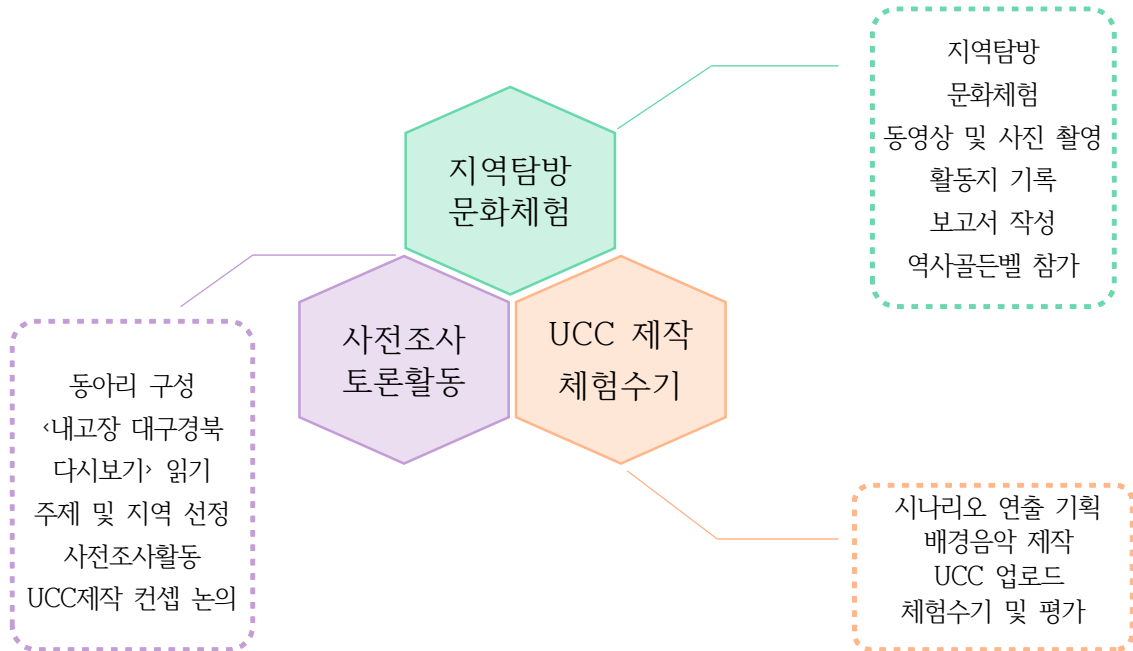 지역탐방
문화체험
사전조사
토론활동
UCC 제작
체험수기
지역탐방
문화체험
동영상 및 사진 촬영
활동지 기록
보고서 작성
역사골든벨 참가
동아리 구성
‹내고장 대구경북
다시보기› 읽기
주제 및 지역 선정
사전조사활동
UCC제작 컨셉 논의
시나리오 연출 기획
배경음악 제작
UCC 업로드
체험수기 및 평가